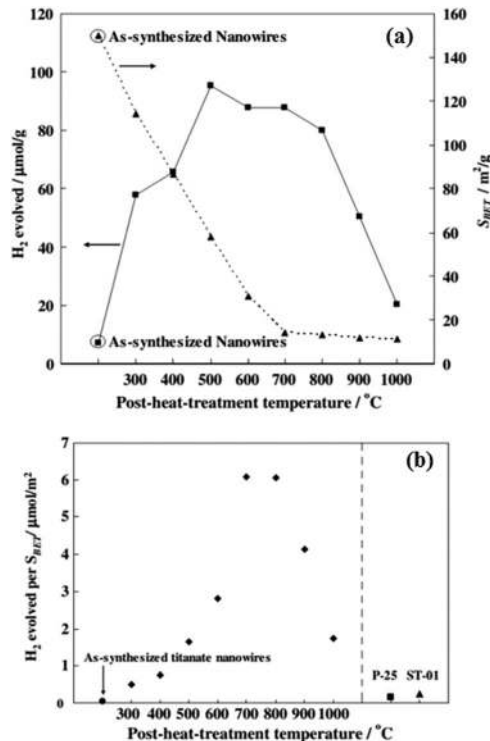 120
160
As-synthesized Nanowires
(a)
100
140
120
80
100
60
80
60
40
40
20
As-synthesized Nanowires
20
0
0
H2 evolved / μmol/g
SBET / m2/g
300 400 500 600 700 800 900 1000
Post-heat-treatment temperature / °C
7
(b)
6
5
4
3
2
As-synthesized titanate nanowires
P-25 ST-01
1
0
H2 evolved per SBET/ μmol/m2
300 400 500 600 700 800 900 1000
Post-heat-treatment temperature / °C